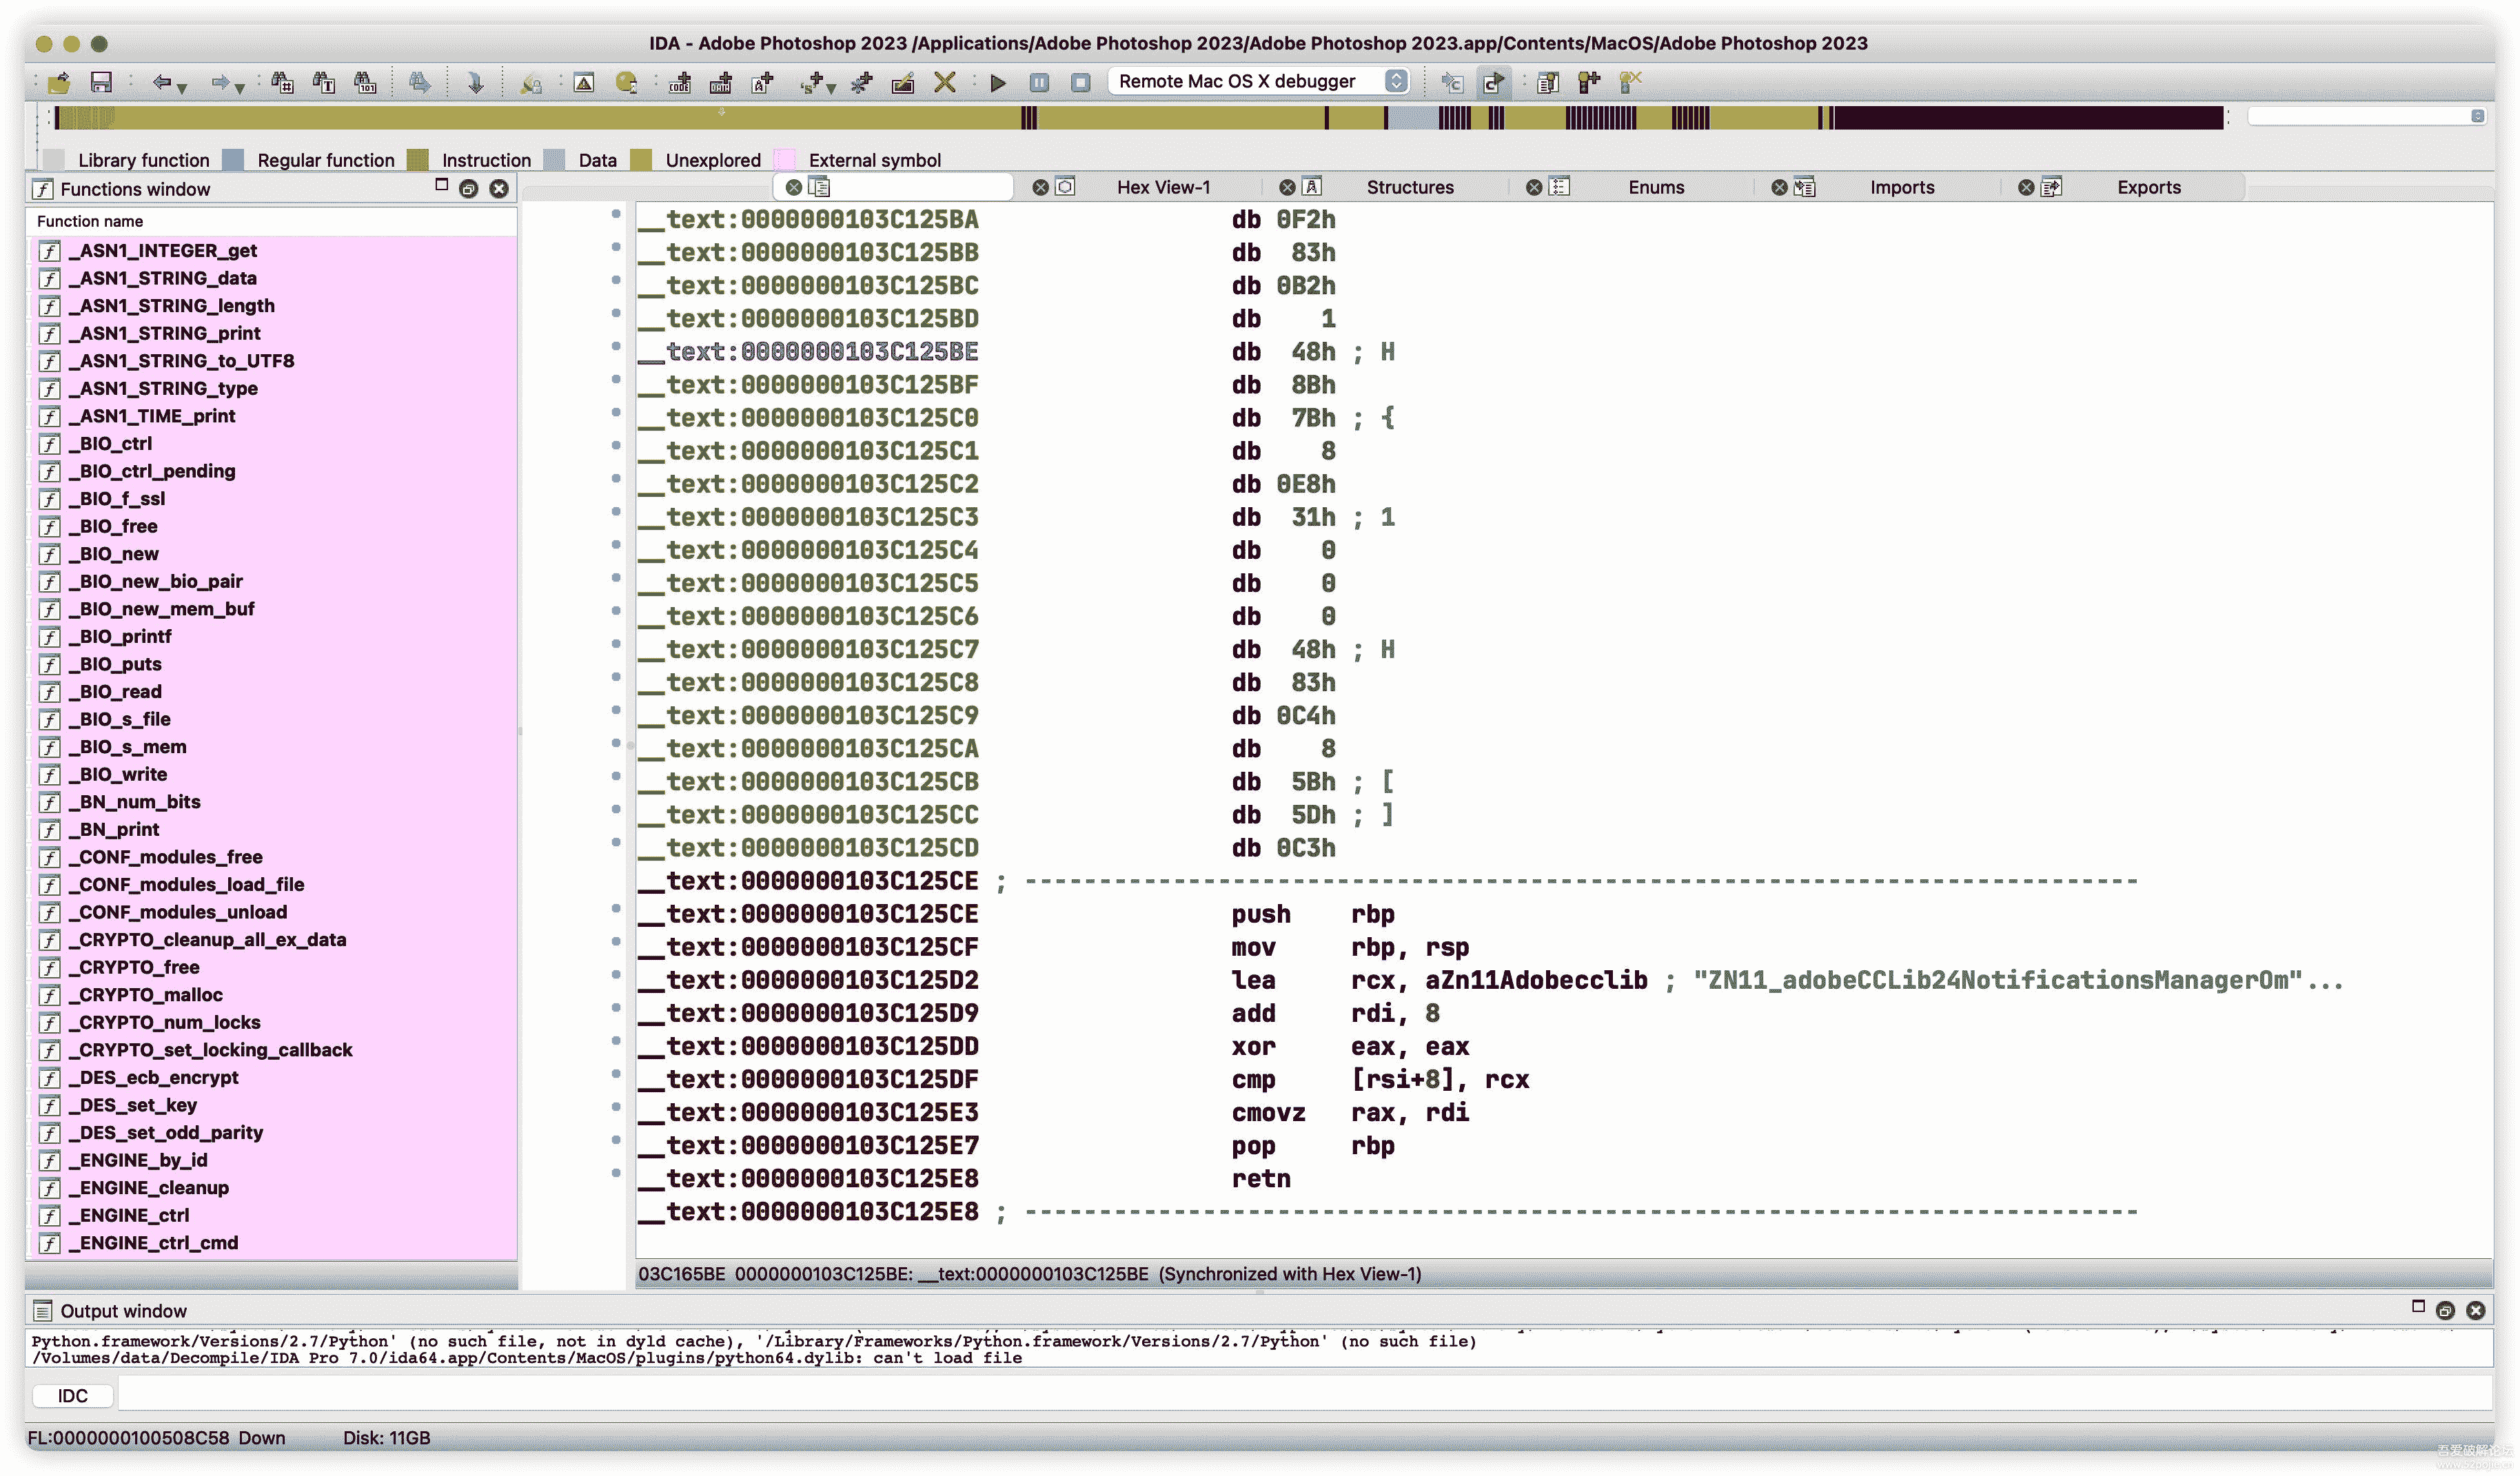 IDA - Adobe Photoshop 2023 /Applications/Adobe Photoshop 2023/Adobe Photoshop 2023.app/Contents/MacOS/Adobe Photoshop 2023
Remote Mac OS X debugger
Library function Regular function Instruction Data Unexplored External symbol
Functions window
Hex View-1 Structures Enums Imports Exports
Function name
_ASN1_INTEGER_get
_ASN1_STRING_data
_ASN1_STRING_length
_ASN1_STRING_print
_ASN1_STRING_to_UTF8
_ASN1_STRING_type
_ASN1_TIME_print
_BIO_ctrl
_BIO_ctrl_pending
_BIO_f_ssl
_BIO_free
_BIO_new
_BIO_new_bio_pair
_BIO_new_mem_buf
_BIO_printf
_BIO_puts
_BIO_read
_BIO_s_file
_BIO_s_mem
_BIO_write
_BN_num_bits
_BN_print
_CONF_modules_free
_CONF_modules_load_file
_CONF_modules_unload
_CRYPTO_cleanup_all_ex_data
_CRYPTO_free
_CRYPTO_malloc
_CRYPTO_num_locks
_CRYPTO_set_locking_callback
_DES_ecb_encrypt
_DES_set_key
_DES_set_odd_parity
_ENGINE_by_id
_ENGINE_cleanup
_ENGINE_ctrl
_ENGINE_ctrl_cmd
__text:0000000103C125BA db 0F2h
__text:0000000103C125BB db 83h
__text:0000000103C125BC db 0B2h
__text:0000000103C125BD db 1
__text:0000000103C125BE db 48h ; H
__text:0000000103C125BF db 8Bh
__text:0000000103C125C0 db 7Bh ; {
__text:0000000103C125C1 db 8
__text:0000000103C125C2 db 0E8h
__text:0000000103C125C3 db 31h ; 1
__text:0000000103C125C4 db 0
__text:0000000103C125C5 db 0
__text:0000000103C125C6 db 0
__text:0000000103C125C7 db 48h ; H
__text:0000000103C125C8 db 83h
__text:0000000103C125C9 db 0C4h
__text:0000000103C125CA db 8
__text:0000000103C125CB db 5Bh ; [
__text:0000000103C125CC db 5Dh ; ]
__text:0000000103C125CD db 0C3h
__text:0000000103C125CE ; ---------------------------------------------------------------------------
__text:0000000103C125CE push rbp
__text:0000000103C125CF mov rbp, rsp
__text:0000000103C125D2 lea rcx, aZn11Adobecclib ; "ZN11_adobeCCLib24NotificationsManagerOm"...
__text:0000000103C125D9 add rdi, 8
__text:0000000103C125DD xor eax, eax
__text:0000000103C125DF cmp [rsi+8], rcx
__text:0000000103C125E3 cmovz rax, rdi
__text:0000000103C125E7 pop rbp
__text:0000000103C125E8 retn
__text:0000000103C125E8 ; ---------------------------------------------------------------------------
03C165BE 0000000103C125BE: __text:0000000103C125BE (Synchronized with Hex View-1)
Output window
Python.framework/Versions/2.7/Python' (no such file, not in dyld cache), '/Library/Frameworks/Python.framework/Versions/2.7/Python' (no such file)
/Volumes/data/Decompile/IDA Pro 7.0/ida64.app/Contents/MacOS/plugins/python64.dylib: can't load file
IDC
FL:0000000100508C58 Down Disk: 11GB
吾爱破解论坛
www.52pojie.cn